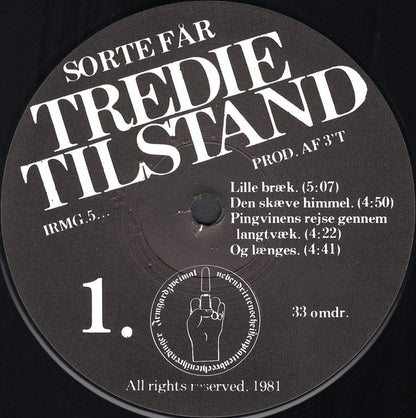 SORTE FÅR
TREDIE
TILSTAND
PROD. AF 3'T
IRMG.5...
Lille bræk. (5:07)
Den skæve himmel. (4:50)
Pingvinens rejse gennem
langtvæk. (4:22)
Og længes. (4:41)
1.
33 omdr.
All rights reserved. 1981